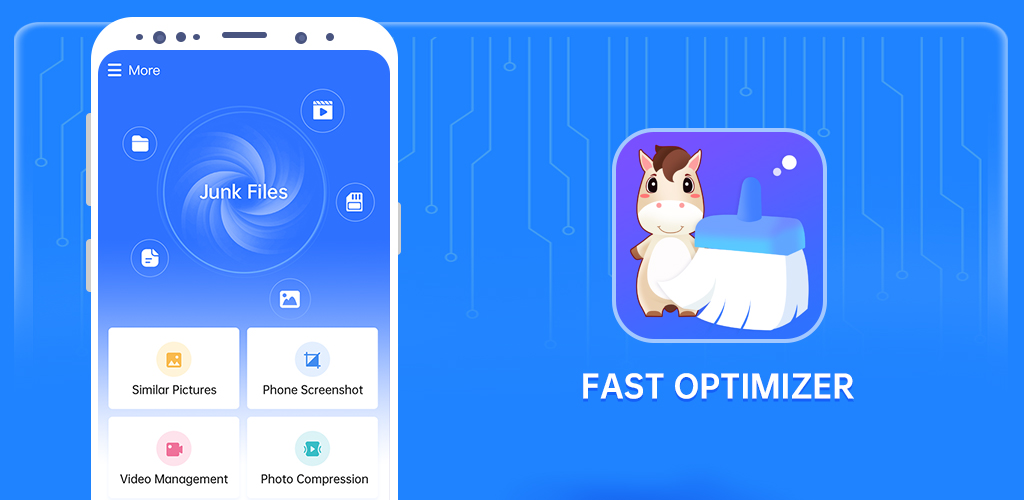 More
Junk Files
Similar Pictures
Phone Screenshot
Video Management
Photo Compression
FAST OPTIMIZER